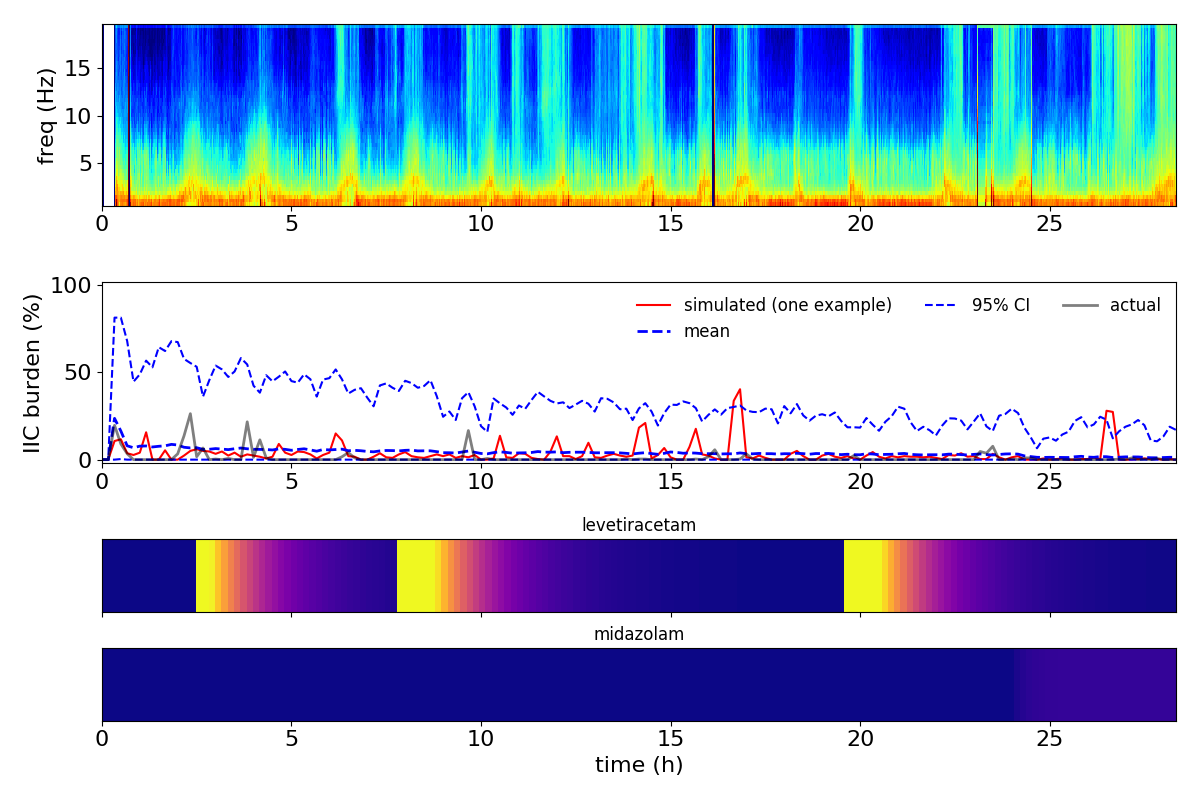 freq (Hz)
15
10
5
0 5 10 15 20 25
IIC burden (%)
100
50
0
simulated (one example)
mean
95% CI
actual
0 5 10 15 20 25
levetiracetam
midazolam
0 5 10 15 20 25
time (h)